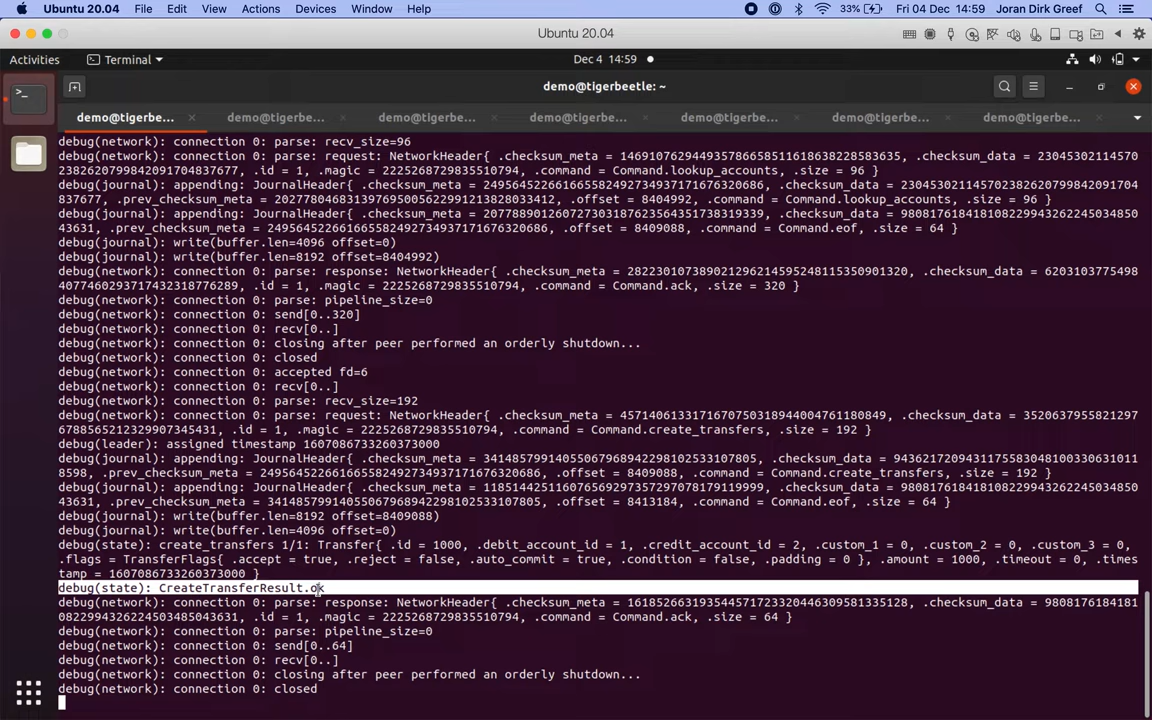 Ubuntu 20.04 File Edit View Actions Devices Window Help 33% Fri 04 Dec 14:59 Joran Dirk Greef
Ubuntu 20.04
Activities Terminal Dec 4 14:59
demo@tigerbeetle: ~
demo@tigerbe... demo@tigerbe... demo@tigerbe... demo@tigerbe... demo@tigerbe... demo@tigerbe... demo@tigerbe...
debug(network): connection 0: parse: recv_size=96
debug(network): connection 0: parse: request: NetworkHeader{ .checksum_meta = 146910762944935786658511618638228583635, .checksum_data = 23045302114570
238262079984209170483 7677, .id = 1, .magic = 2225268729835510794, .command = Command.lookup_accounts, .size = 96 }
debug(journal): appending: JournalHeader{ .checksum_meta = 249564522661665582492734937171676320686, .checksum_data = 230453021145702382620799842091704
837677, .prev_checksum_meta = 202778046831397695005622991213828033412, .offset = 8404992, .command = Command.lookup_accounts, .size = 96 }
debug(journal): appending: JournalHeader{ .checksum_meta = 207788901260727303187623564351738319339, .checksum_data = 98081761841810822994326224503 4850
43631, .prev_checksum_meta = 249564522661665582492734937171676320686, .offset = 8409088, .command = Command.eof, .size = 64 }
debug(journal): write(buffer.len=4096 offset=0)
debug(journal): write(buffer.len=8192 offset=8404992)
debug(network): connection 0: parse: response: NetworkHeader{ .checksum_meta = 282230107389021296214595248115350901320, .checksum_data = 6203103775498
407746029371743231877 6289, .id = 1, .magic = 2225268729835510794, .command = Command.ack, .size = 320 }
debug(network): connection 0: parse: pipeline_size=0
debug(network): connection 0: send[0..320]
debug(network): connection 0: recv[0..]
debug(network): connection 0: closing after peer performed an orderly shutdown...
debug(network): connection 0: closed
debug(network): connection 0: accepted fd=6
debug(network): connection 0: recv[0..]
debug(network): connection 0: parse: recv_size=192
debug(network): connection 0: parse: request: NetworkHeader{ .checksum_meta = 45714061331716707503189440047611 80849, .checksum_data = 3520637955821297
6788565212329907345431, .id = 1, .magic = 2225268729835510794, .command = Command.create_transfers, .size = 192 }
debug(leader): assigned timestamp 1607086733260373000
debug(journal): appending: JournalHeader{ .checksum_meta = 341485799140550679689422981025331078 05, .checksum_data = 943621720943117558304810033063 1011
8598, .prev_checksum_meta = 249564522661665582492734937171676320686, .offset = 8409088, .command = Command.create_transfers, .size = 192 }
debug(journal): appending: JournalHeader{ .checksum_meta = 118514425116076569297357297078179119999, .checksum_data = 980817618418108229943262245034850
43631, .prev_checksum_meta = 34148579914055067968942298102533107805, .offset = 8413184, .command = Command.eof, .size = 64 }
debug(journal): write(buffer.len=8192 offset=8409088)
debug(journal): write(buffer.len=4096 offset=0)
debug(state): create_transfers 1/1: Transfer{ .id = 1000, .debit_account_id = 1, .credit_account_id = 2, .custom_1 = 0, .custom_2 = 0, .custom_3 = 0,
.flags = TransferFlags{ .accept = true, .reject = false, .auto_commit = true, .condition = false, .padding = 0 }, .amount = 1000, .timeout = 0, .times
tamp = 1607086733260373000 }
debug(state): CreateTransferResult.ok
debug(network): connection 0: parse: response: NetworkHeader{ .checksum_meta = 161852663193544571723320446309581335128, .checksum_data = 9808176184181
0822994326224503485043631, .id = 1, .magic = 2225268729835510794, .command = Command.ack, .size = 64 }
debug(network): connection 0: parse: pipeline_size=0
debug(network): connection 0: send[0..64]
debug(network): connection 0: recv[0..]
debug(network): connection 0: closing after peer performed an orderly shutdown...
debug(network): connection 0: closed